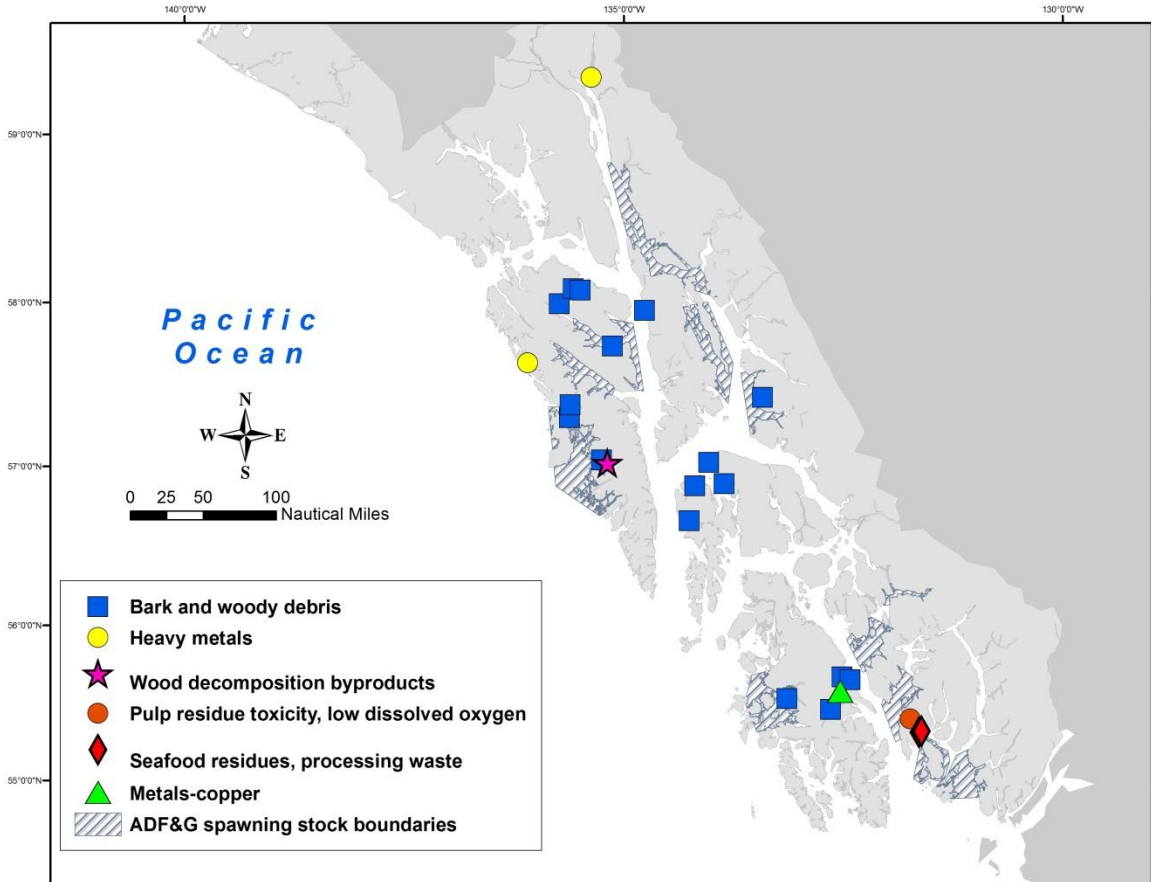 140°0'0"W 135°0'0"W 130°0'0"W
59°0'0"N
58°0'0"N
57°0'0"N
56°0'0"N
55°0'0"N
Pacific
Ocean
N
W E
S
0 25 50 100
Nautical Miles
Bark and woody debris
Heavy metals
Wood decomposition byproducts
Pulp residue toxicity, low dissolved oxygen
Seafood residues, processing waste
Metals-copper
ADF&G spawning stock boundaries